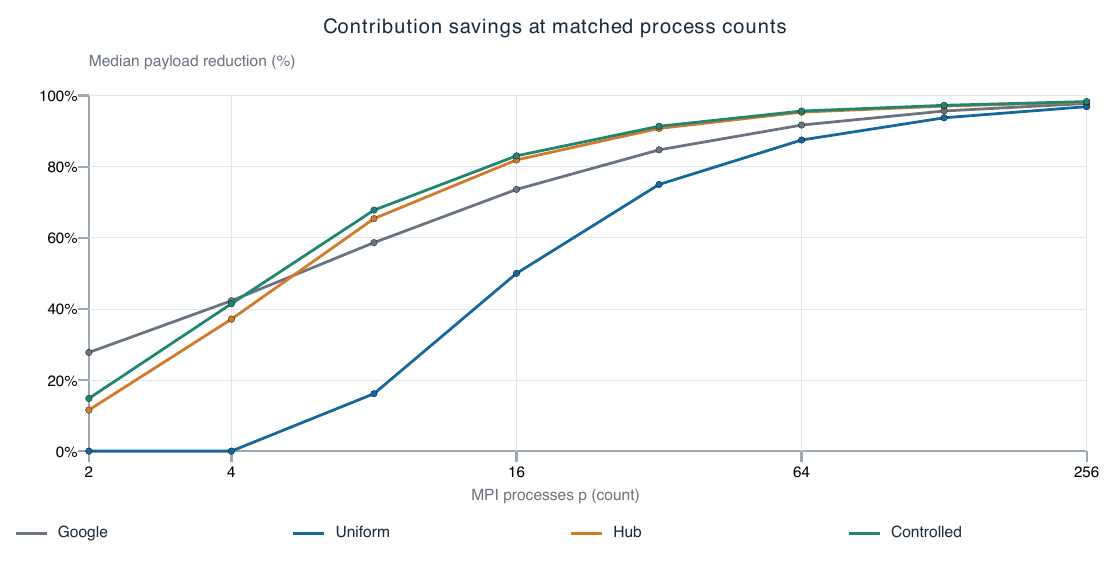 Contribution savings at matched process counts
Median payload reduction (%)
100%
80%
60%
40%
20%
0%
2 4 16 64 256
MPI processes p (count)
Google Uniform Hub Controlled